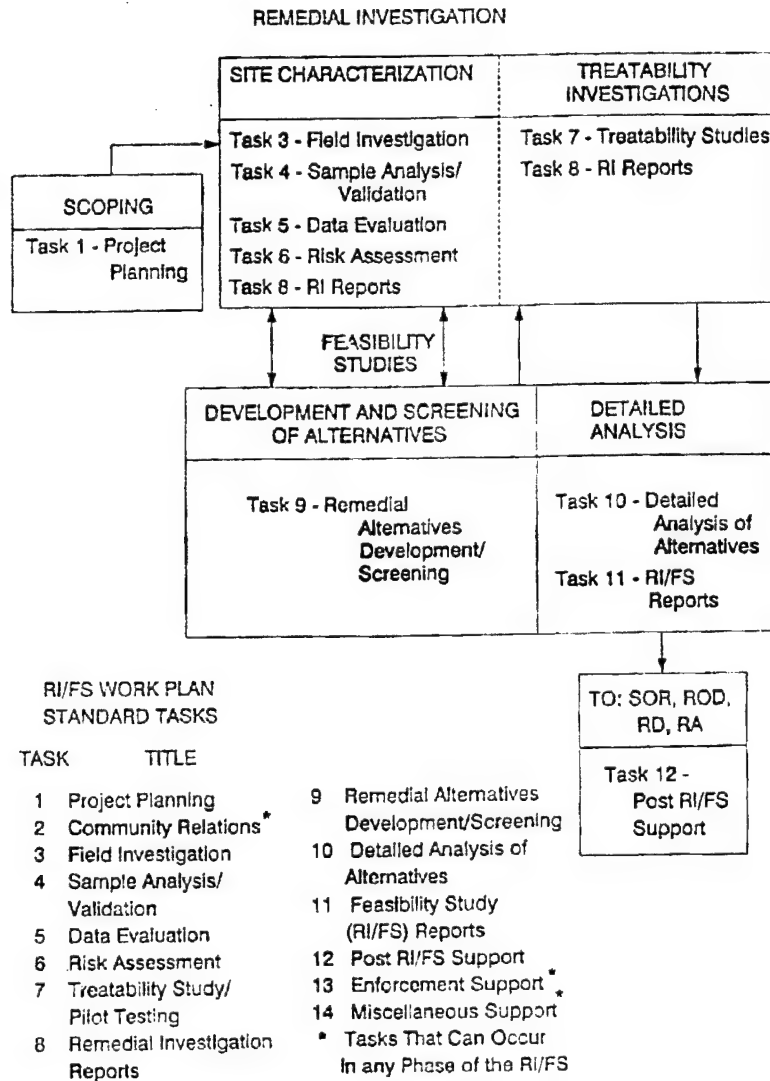 REMEDIAL INVESTIGATION
SITE CHARACTERIZATION
Task 3 - Field Investigation
Task 4 - Sample Analysis/
Validation
Task 5 - Data Evaluation
Task 6 - Risk Assessment
Task 8 - RI Reports
TREATABILITY
INVESTIGATIONS
Task 7 - Treatability Studies
Task 8 - RI Reports
SCOPING
Task 1 - Project
Planning
FEASIBILITY
STUDIES
DEVELOPMENT AND SCREENING
OF ALTERNATIVES
Task 9 - Remedial
Alternatives
Development/
Screening
DETAILED
ANALYSIS
Task 10 - Detailed
Analysis of
Alternatives
Task 11 - RI/FS
Reports
TO: SOR, ROD,
RD, RA
Task 12 -
Post RI/FS
Support
RI/FS WORK PLAN
STANDARD TASKS
TASK TITLE
1 Project Planning
2 Community Relations*
3 Field Investigation
4 Sample Analysis/
Validation
5 Data Evaluation
6 Risk Assessment
7 Treatability Study/
Pilot Testing
8 Remedial Investigation
Reports
9 Remedial Alternatives
Development/Screening
10 Detailed Analysis of
Alternatives
11 Feasibility Study
(RI/FS) Reports
12 Post RI/FS Support
13 Enforcement Support*
14 Miscellaneous Support*
* Tasks That Can Occur
In any Phase of the RI/FS